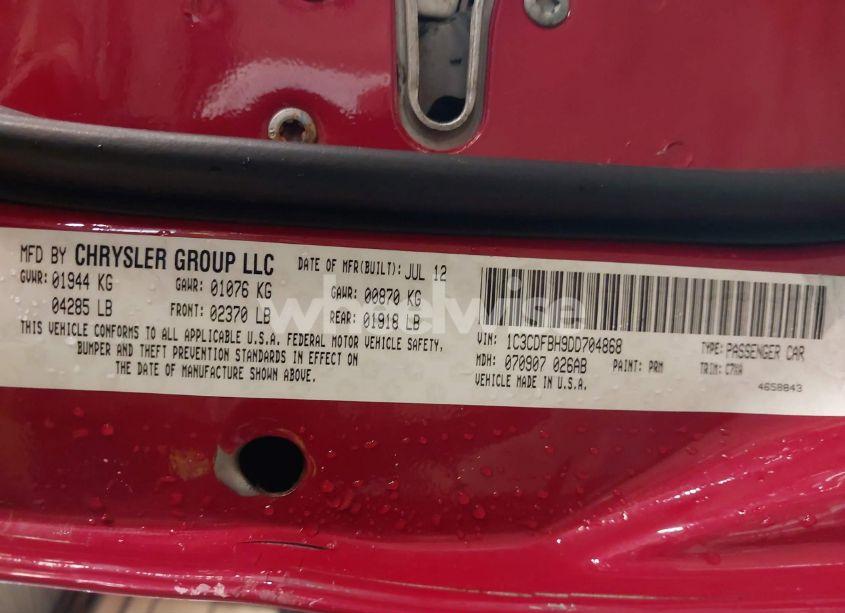 MFD BY CHRYSLER GROUP LLC DATE OF MFR(BUILT): JUL 12
GVWR: 01944 KG GAWR: 01076 KG GAWR: 00870 KG
04285 LB FRONT: 02370 LB REAR: 01918 LB
THIS VEHICLE CONFORMS TO ALL APPLICABLE U.S.A. FEDERAL MOTOR VEHICLE SAFETY,
BUMPER AND THEFT PREVENTION STANDARDS IN EFFECT ON
THE DATE OF MANUFACTURE SHOWN ABOVE.
VIN: 1C3CDFBH9DD704868 TYPE: PASSENGER CAR
MDH: 070907 026AB PAINT: PRM TRIM: C7XA
VEHICLE MADE IN U.S.A. 4658843
whelwise